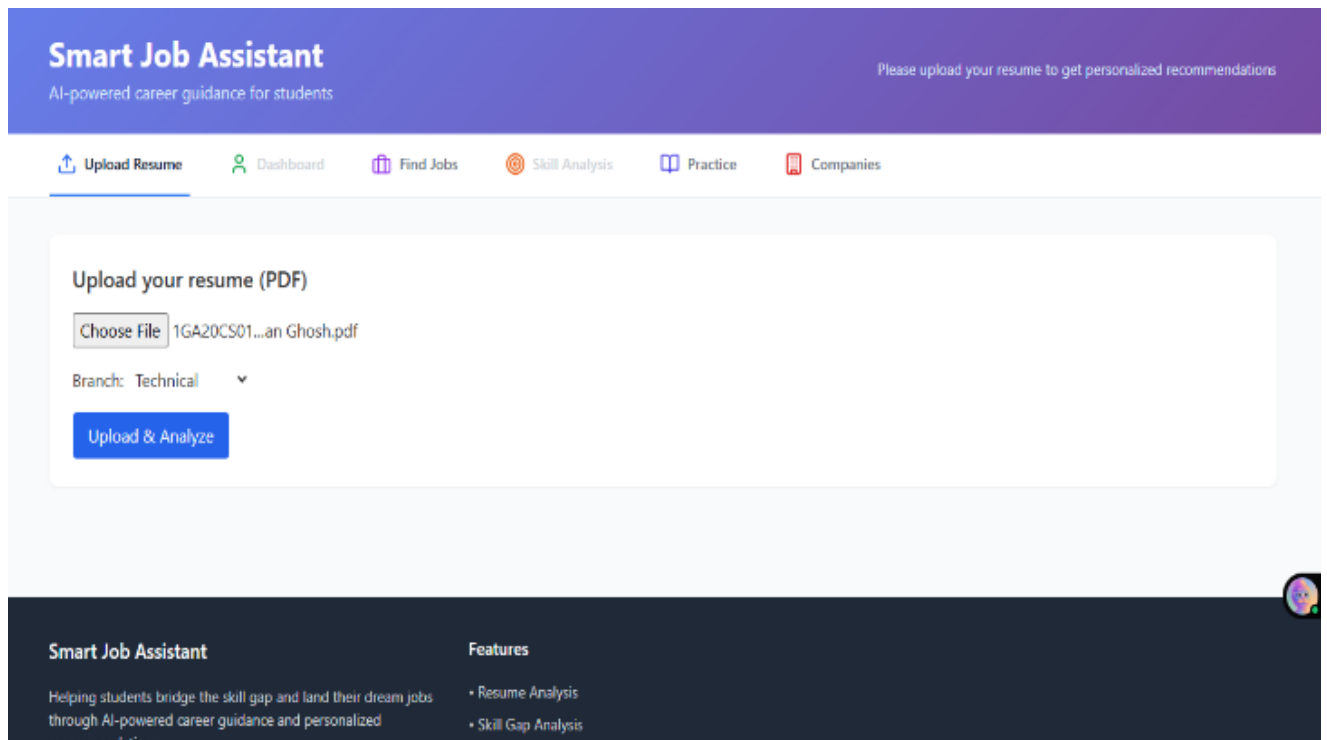 Smart Job Assistant
AI-powered career guidance for students
Please upload your resume to get personalized recommendations
Upload Resume
Dashboard
Find Jobs
Skill Analysis
Practice
Companies
Upload your resume (PDF)
Choose File 1GA20CS01...an Ghosh.pdf
Branch: Technical
Upload & Analyze
Smart Job Assistant
Helping students bridge the skill gap and land their dream jobs
through AI-powered career guidance and personalized
Features
• Resume Analysis
• Skill Gap Analysis